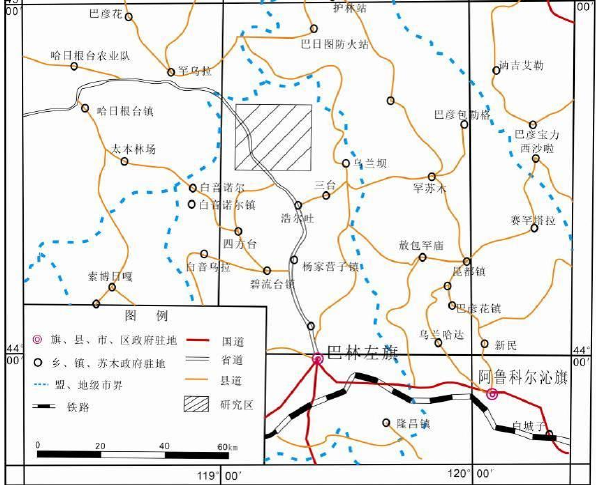 00′
00′
护林站
巴彦花
巴日图防火站
哈日根台农业队
罕乌拉
汹吉艾勒
哈日根台镇
巴彦包勒格
巴彦宝力
西沙啦
太本林场
乌兰坝
白音诺尔
三台
罕苏木
白音诺尔镇
浩尔吐
赛罕塔拉
四方台
放包罕庙
白音乌拉
杨家营子镇
昆都镇
碧流台镇
索博日嘎
巴彦花镇
图 例
乌兰哈达
新民
44°
00′
44°
00′
旗、县、市、区政府驻地
国道
巴林左旗
乡、镇、苏木政府驻地
省道
阿鲁科尔沁旗
盟、地级市界
县道
铁路
研究区
隆昌镇
白城子
0 20 40 60km
119° 00′
120° 00′